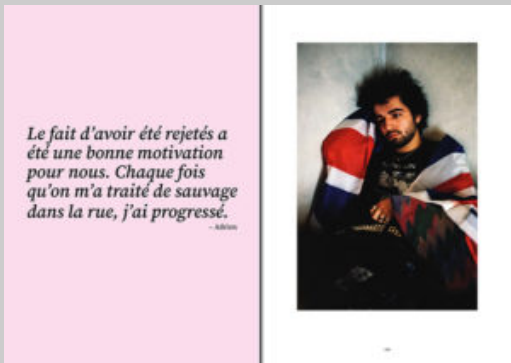 Le fait d'avoir été rejetés a
été une bonne motivation
pour nous. Chaque fois
qu'on m'a traité de sauvage
dans la rue, j'ai progressé.
– Adrien